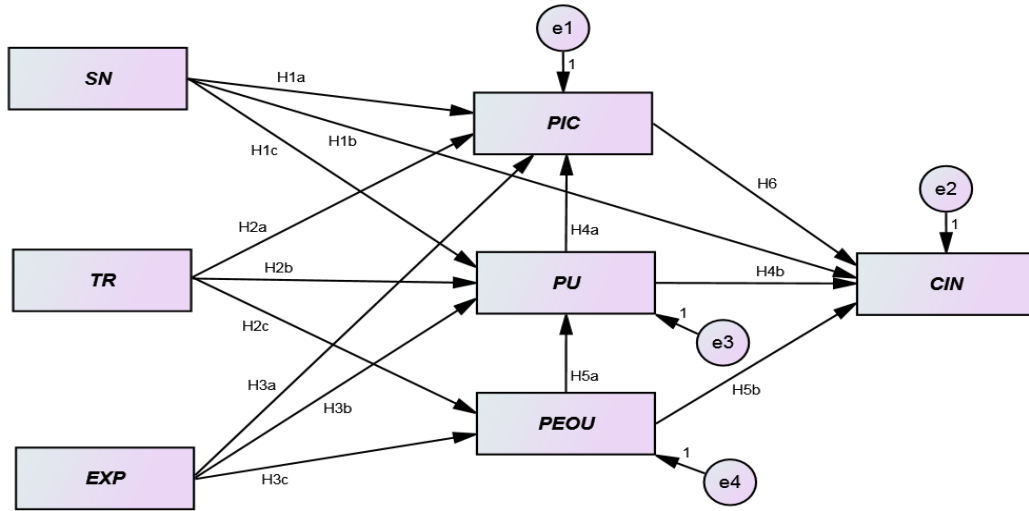 e1
1
SN
H1a
PIC
H1b
H1c
H6
e2
1
H2a
H4a
TR
H2b
PU
H4b
CIN
H2c
1
e3
H3a
H5a
H3b
H5b
PEOU
1
EXP
H3c
e4